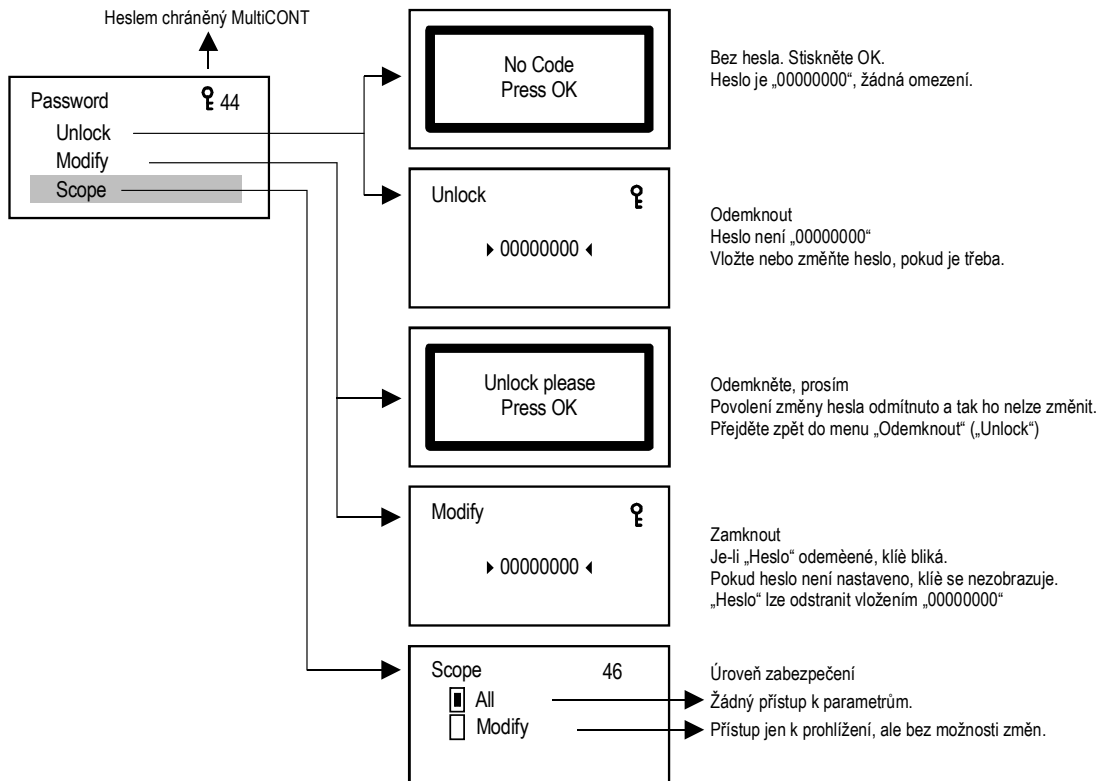 Heslem chráněný MultiCONT
Password 44
Unlock
Modify
Scope
No Code
Press OK
Bez hesla. Stiskněte OK.
Heslo je „00000000“, žádná omezení.
Unlock
00000000
Odemknout
Heslo není „00000000“
Vložte nebo změňte heslo, pokud je třeba.
Unlock please
Press OK
Odemkněte, prosím
Povolení změny hesla odmítnuto a tak ho nelze změnit.
Přejděte zpět do menu „Odemknout“ („Unlock“)
Modify
00000000
Zamknout
Je-li „Heslo“ odemèené, klíè bliká.
Pokud heslo není nastaveno, klíè se nezobrazuje.
„Heslo“ lze odstranit vložením „00000000“
Scope 46
All
Modify
Úroveň zabezpečení
Žádný přístup k parametrům.
Přístup jen k prohlížení, ale bez možnosti změn.